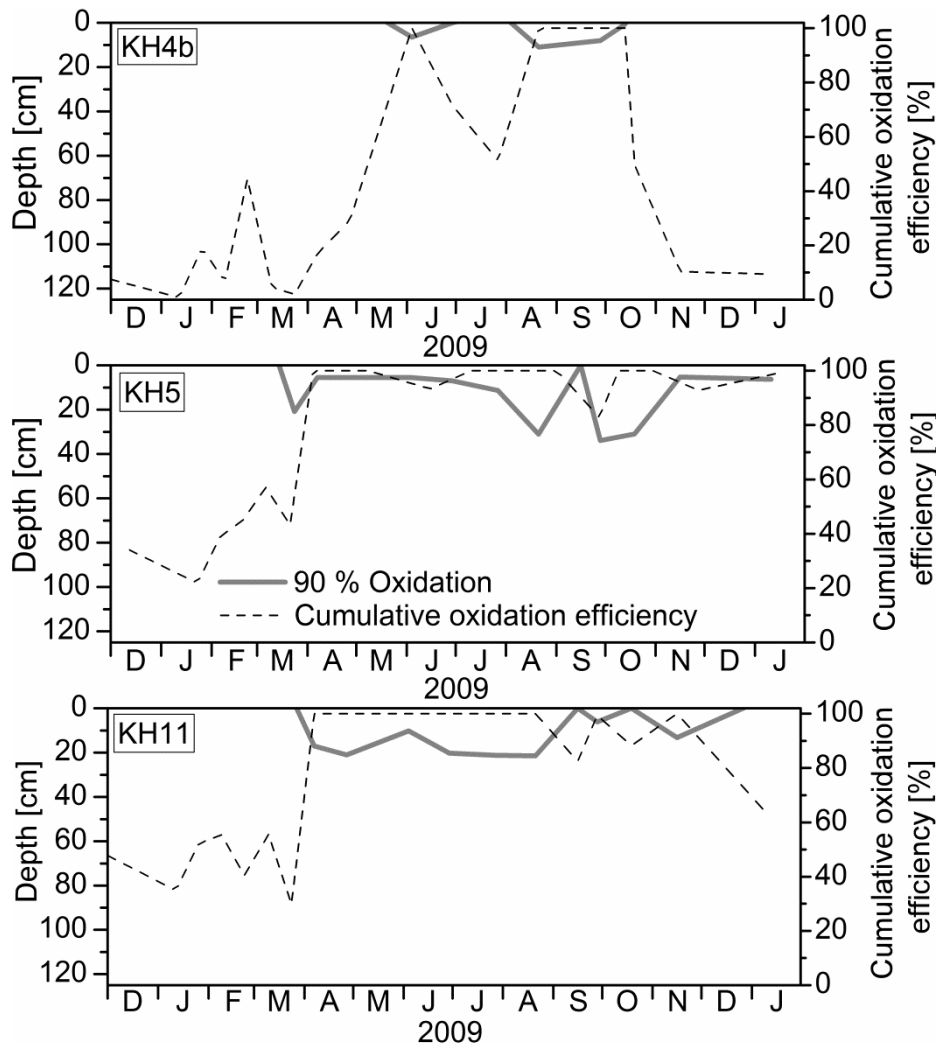 KH4b
0
20
40
60
80
100
120
Depth [cm]
100
80
60
40
20
0
Cumulative oxidation
efficiency [%]
D J F M A M J J A S O N D J
2009
KH5
0
20
40
60
80
100
120
Depth [cm]
90 % Oxidation
Cumulative oxidation efficiency
100
80
60
40
20
0
Cumulative oxidation
efficiency [%]
D J F M A M J J A S O N D J
2009
KH11
0
20
40
60
80
100
120
Depth [cm]
100
80
60
40
20
0
Cumulative oxidation
efficiency [%]
D J F M A M J J A S O N D J
2009